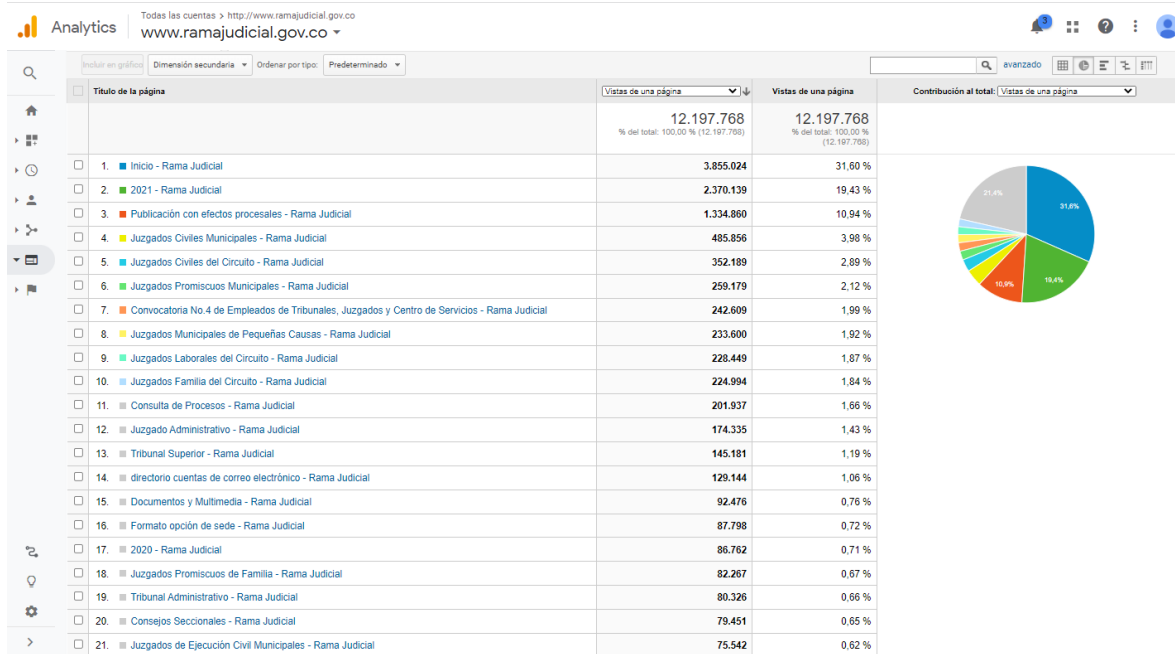 Analytics
Todas las cuentas > http://www.ramajudicial.gov.co
www.ramajudicial.gov.co
3
Incluir en gráfico Dimensión secundaria Ordenar por tipo: Predeterminado avanzado
Título de la página Vistas de una página Vistas de una página Contribución al total: Vistas de una página
12.197.768 12.197.768
% del total: 100,00 % (12.197.768) % del total: 100,00 %
(12.197.768)
1. Inicio - Rama Judicial 3.855.024 31,60 %
2. 2021 - Rama Judicial 2.370.139 19,43 %
3. Publicación con efectos procesales - Rama Judicial 1.334.860 10,94 %
4. Juzgados Civiles Municipales - Rama Judicial 485.856 3,98 %
5. Juzgados Civiles del Circuito - Rama Judicial 352.189 2,89 %
6. Juzgados Promiscuos Municipales - Rama Judicial 259.179 2,12 %
7. Convocatoria No.4 de Empleados de Tribunales, Juzgados y Centro de Servicios - Rama Judicial 242.609 1,99 %
8. Juzgados Municipales de Pequeñas Causas - Rama Judicial 233.600 1,92 %
9. Juzgados Laborales del Circuito - Rama Judicial 228.449 1,87 %
10. Juzgados Familia del Circuito - Rama Judicial 224.994 1,84 %
11. Consulta de Procesos - Rama Judicial 201.937 1,66 %
12. Juzgado Administrativo - Rama Judicial 174.335 1,43 %
13. Tribunal Superior - Rama Judicial 145.181 1,19 %
14. directorio cuentas de correo electrónico - Rama Judicial 129.144 1,06 %
15. Documentos y Multimedia - Rama Judicial 92.476 0,76 %
16. Formato opción de sede - Rama Judicial 87.798 0,72 %
17. 2020 - Rama Judicial 86.762 0,71 %
18. Juzgados Promiscuos de Familia - Rama Judicial 82.267 0,67 %
19. Tribunal Administrativo - Rama Judicial 80.326 0,66 %
20. Consejos Seccionales - Rama Judicial 79.451 0,65 %
21. Juzgados de Ejecución Civil Municipales - Rama Judicial 75.542 0,62 %
21,4%
31,6%
10,9%
19,4%